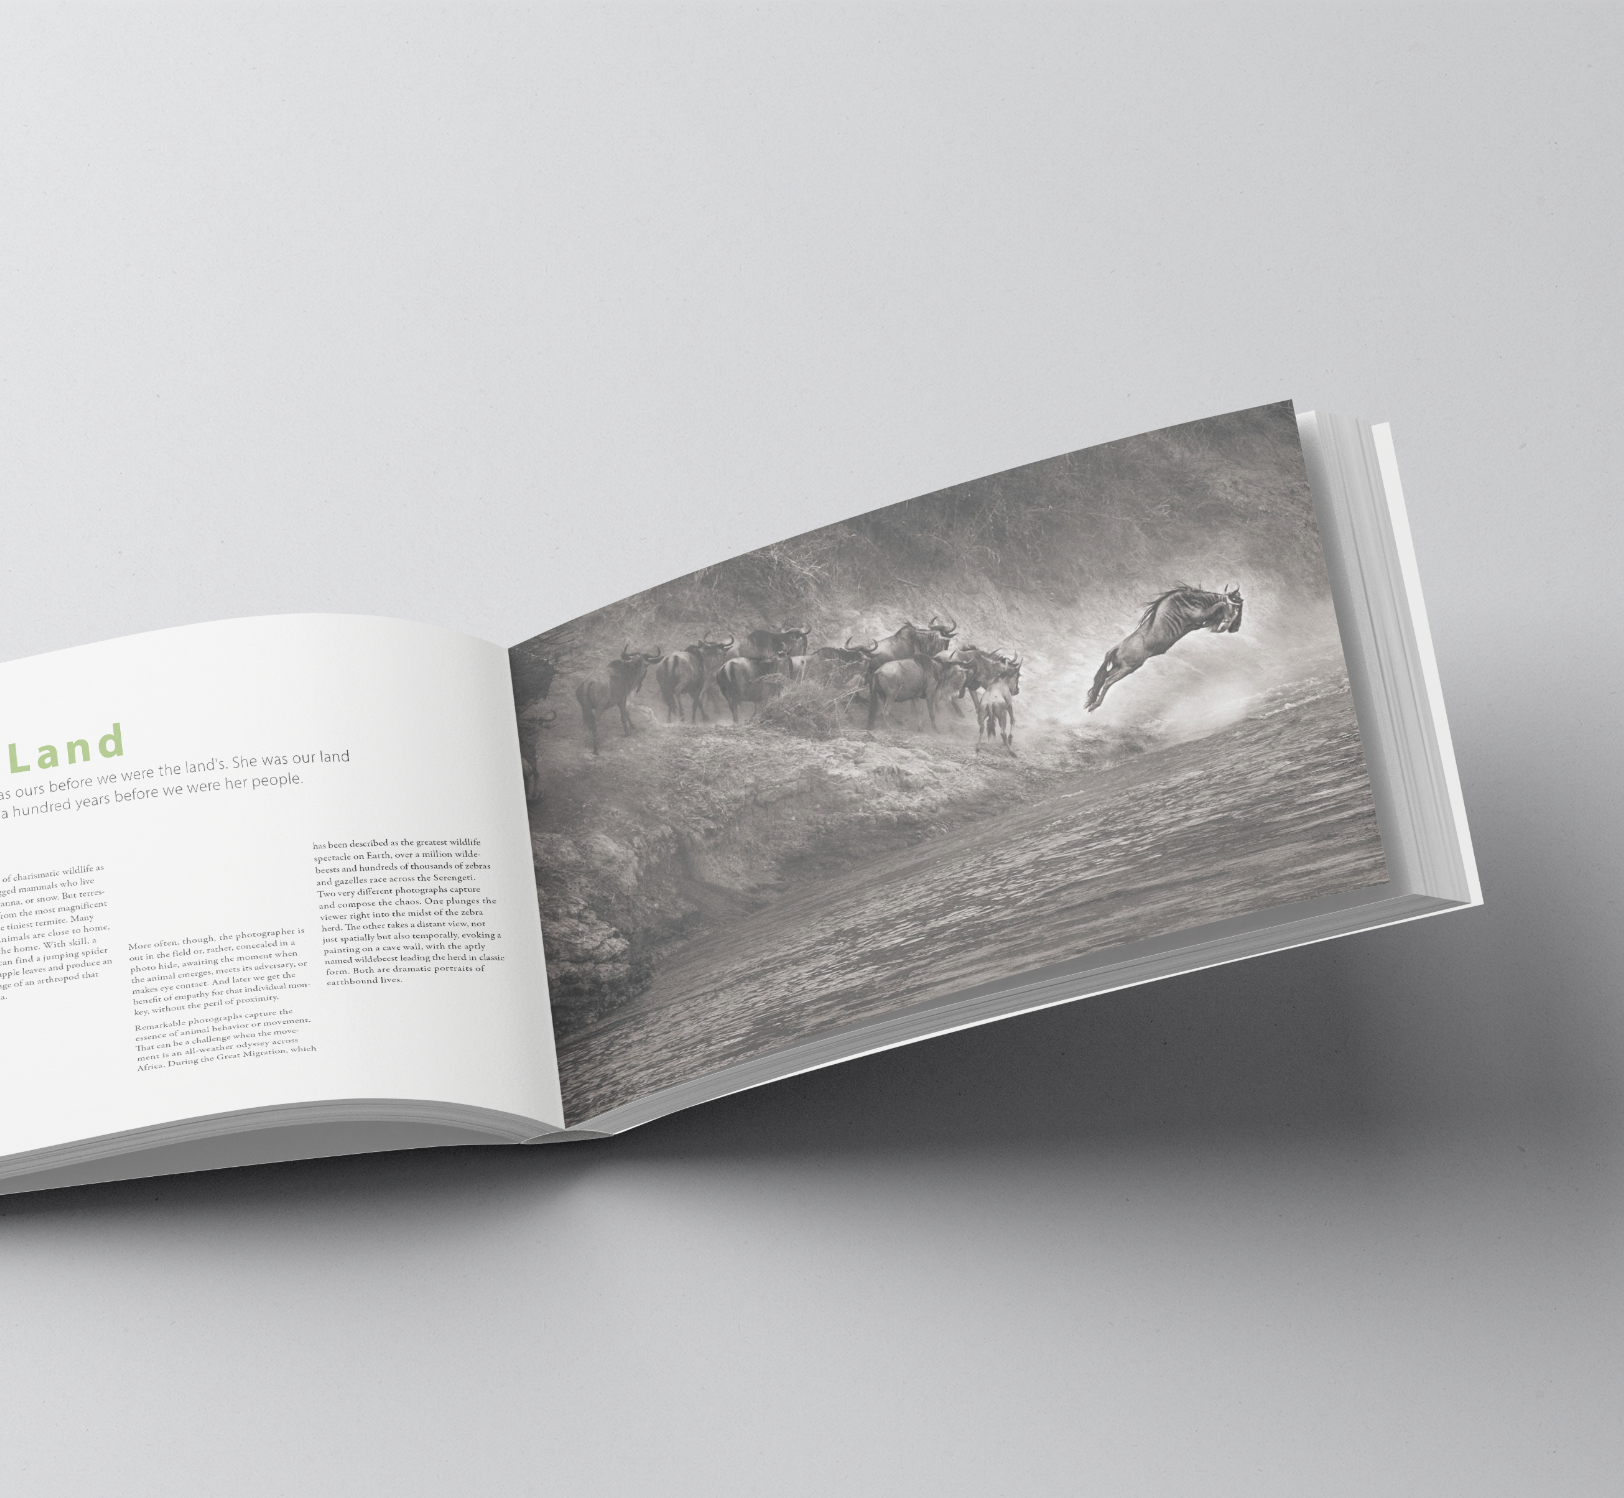 Land
as ours before we were the land's. She was our land
a hundred years before we were her people.
of charismatic wildlife as
mammals who live
or snow. But terres-
from the most magnificent
tiniest termite. Many
animals are close to home,
the home. With skill, a
can find a jumping spider
apple leaves and produce an
of an arthropod that
More often, though, the photographer is
out in the field or, rather, concealed in a
photo hide, awaiting the moment when
the animal emerges, meets its adversary, or
makes eye contact. And later we get the
benefit of empathy for that individual mon-
key, without the peril of proximity.
Remarkable photographs capture the
essence of animal behavior or movement.
That can be a challenge when the move-
ment is an all-weather odyssey across
Africa. During the Great Migration, which
has been described as the greatest wildlife
spectacle on Earth, over a million wilde-
beests and hundreds of thousands of zebras
and gazelles race across the Serengeti.
Two very different photographs capture
and compose the chaos. One plunges the
viewer right into the midst of the zebra
herd. The other takes a distant view, not
just spatially but also temporally, evoking a
painting on a cave wall, with the aptly
named wildebeest leading the herd in classic
form. Both are dramatic portraits of
earthbound lives.